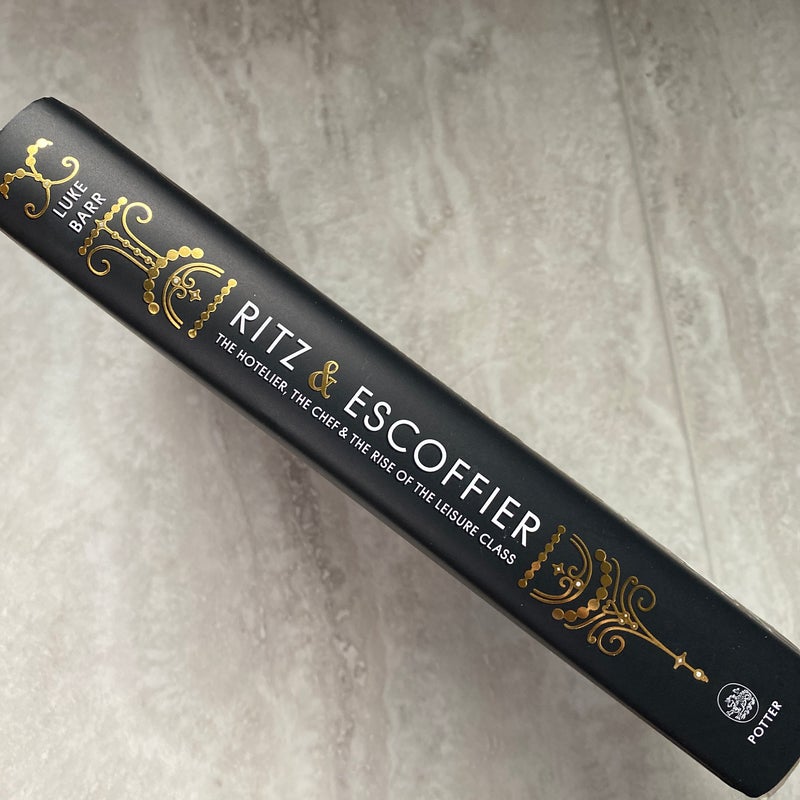 LUKE
BARR
RITZ & ESCOFFIER
THE HOTELIER, THE CHEF & THE RISE OF THE LEISURE CLASS
POTTER